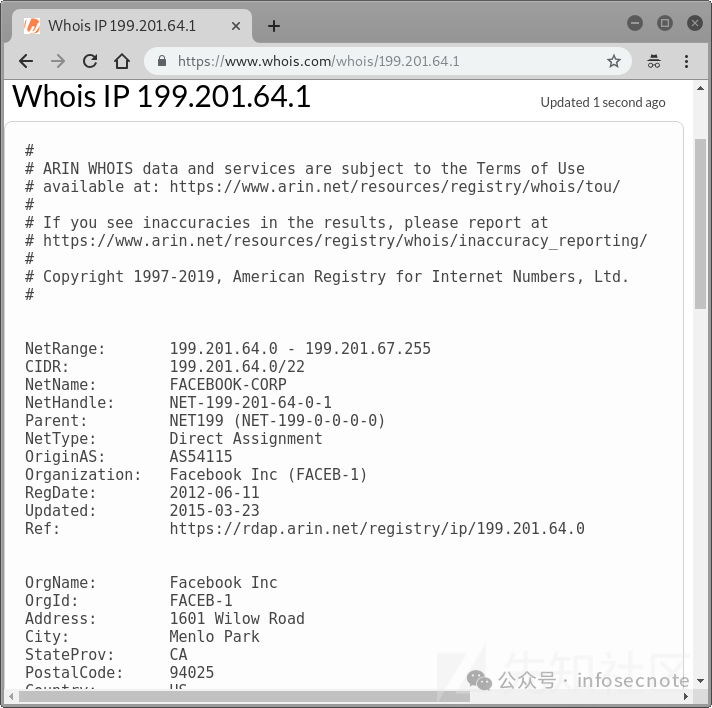 Whois IP 199.201.64.1
https://www.whois.com/whois/199.201.64.1
Whois IP 199.201.64.1
Updated 1 second ago
#
# ARIN WHOIS data and services are subject to the Terms of Use
# available at: https://www.arin.net/resources/registry/whois/tou/
#
# If you see inaccuracies in the results, please report at
# https://www.arin.net/resources/registry/whois/inaccuracy_reporting/
#
# Copyright 1997-2019, American Registry for Internet Numbers, Ltd.
#
NetRange: 199.201.64.0 - 199.201.67.255
CIDR: 199.201.64.0/22
NetName: FACEBOOK-CORP
NetHandle: NET-199-201-64-0-1
Parent: NET199 (NET-199-0-0-0-0)
NetType: Direct Assignment
OriginAS: AS54115
Organization: Facebook Inc (FACEB-1)
RegDate: 2012-06-11
Updated: 2015-03-23
Ref: https://rdap.arin.net/registry/ip/199.201.64.0
OrgName: Facebook Inc
OrgId: FACEB-1
Address: 1601 Wilow Road
City: Menlo Park
StateProv: CA
PostalCode: 94025
Country: US
公众号 · infosecnote